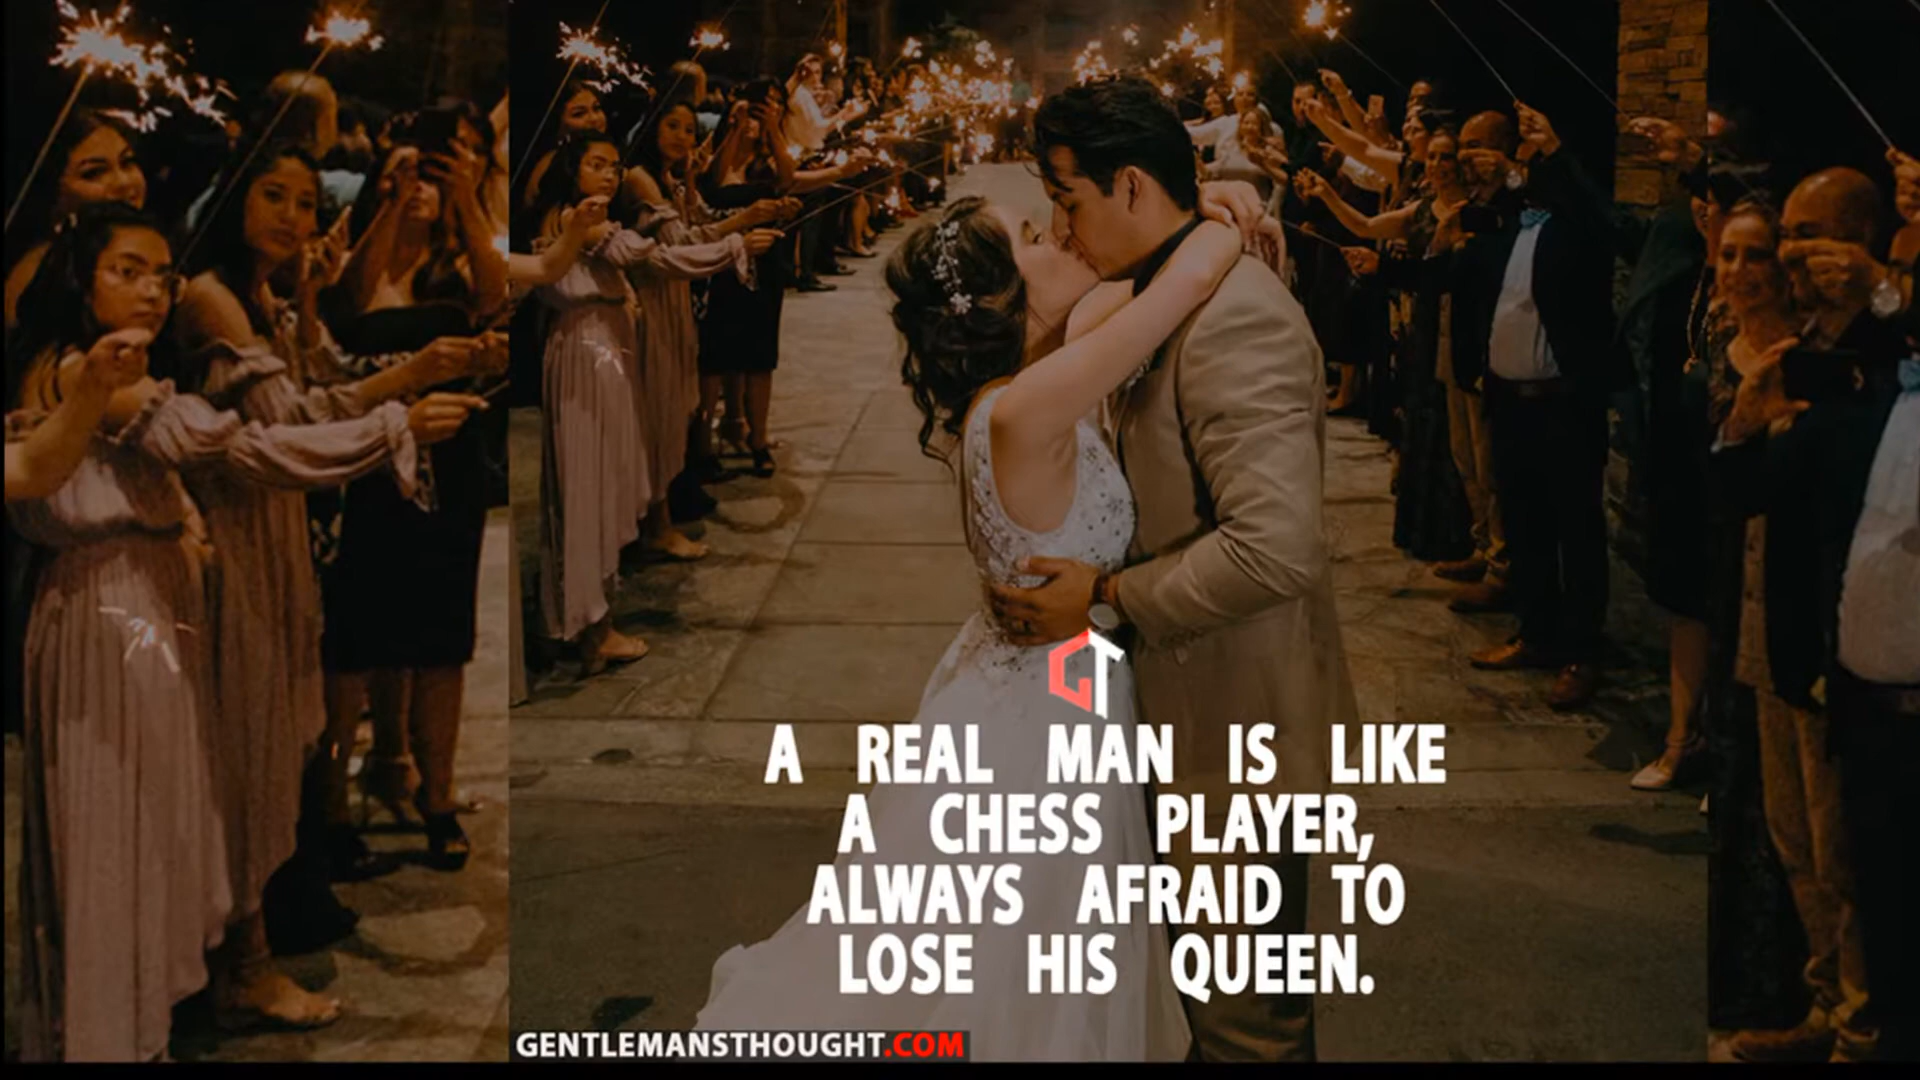 GT
A REAL MAN IS LIKE
A CHESS PLAYER,
ALWAYS AFRAID TO
LOSE HIS QUEEN.
GENTLEMANSTHOUGHT.COM